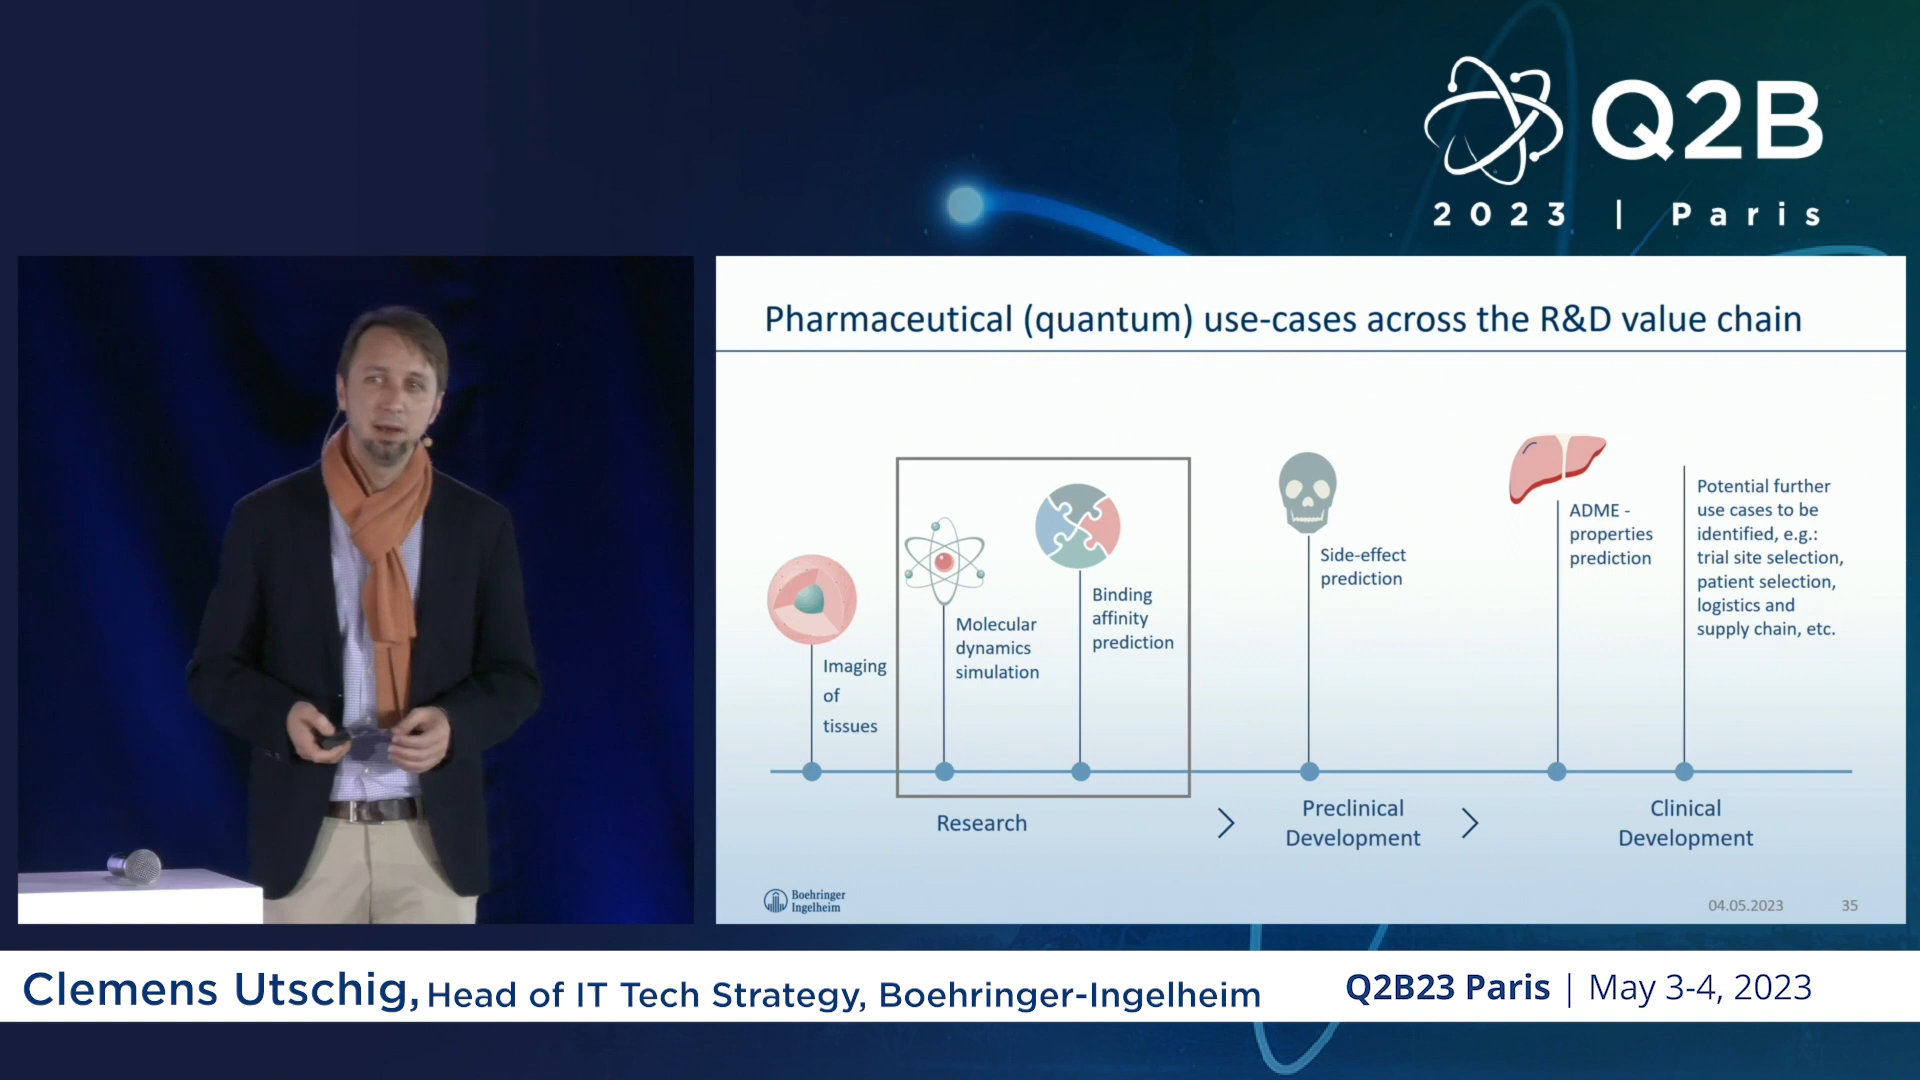 Q2B
2023 | Paris
Pharmaceutical (quantum) use-cases across the R&D value chain
Imaging
of
tissues
Molecular
dynamics
simulation
Binding
affinity
prediction
Side-effect
prediction
ADME -
properties
prediction
Potential further
use cases to be
identified, e.g.:
trial site selection,
patient selection,
logistics and
supply chain, etc.
Research
>
Preclinical
Development
>
Clinical
Development
Boehringer
Ingelheim
04.05.2023 35
Clemens Utschig, Head of IT Tech Strategy, Boehringer-Ingelheim
Q2B23 Paris | May 3-4, 2023